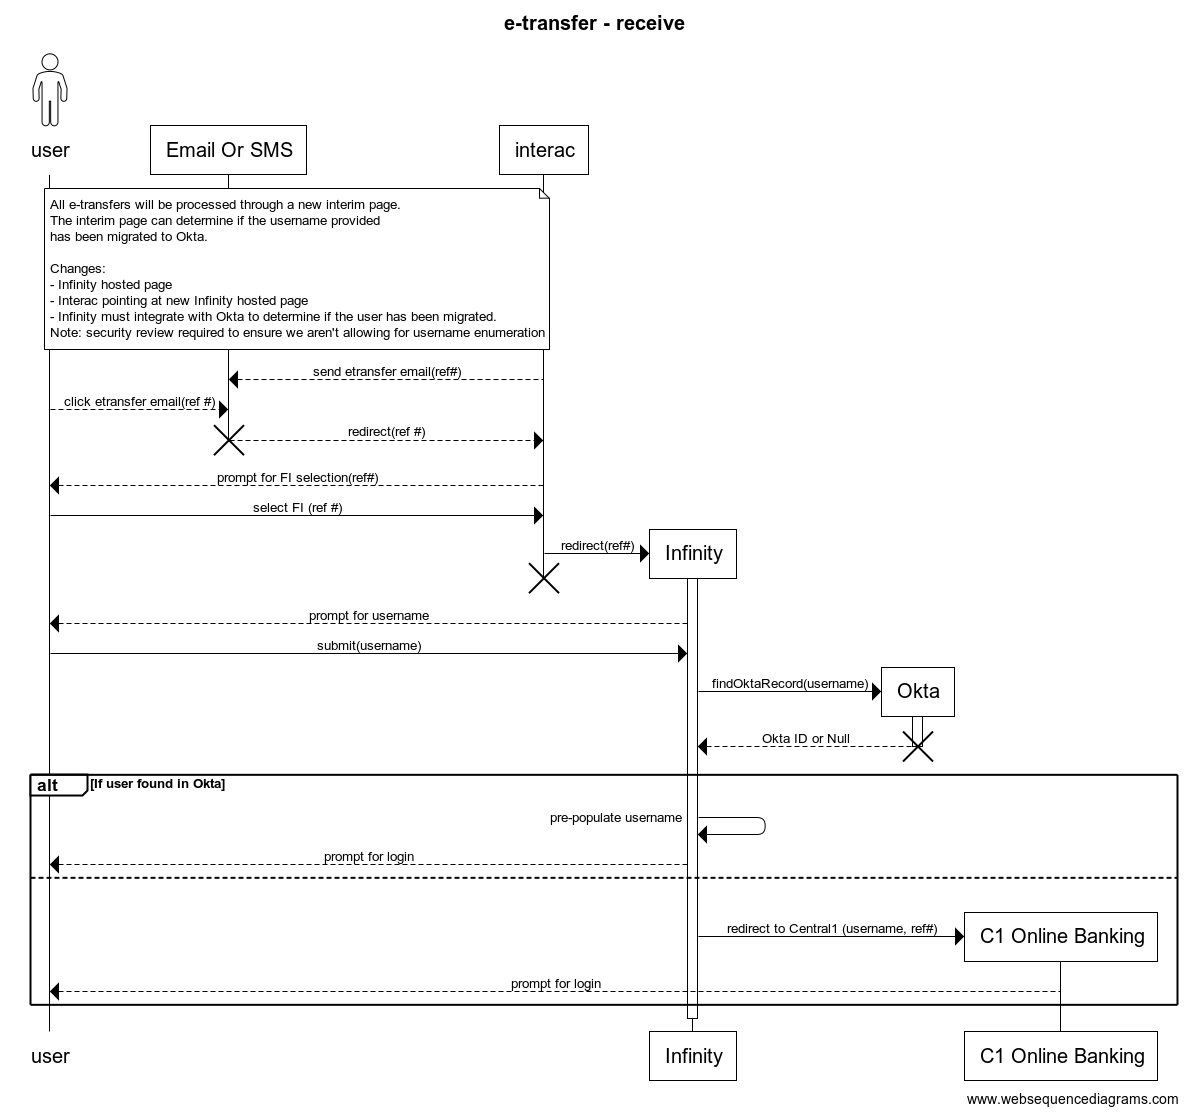 e-transfer - receive
user
Email Or SMS
interac
All e-transfers will be processed through a new interim page.
The interim page can determine if the username provided
has been migrated to Okta.
Changes:
- Infinity hosted page
- Interac pointing at new Infinity hosted page
- Infinity must integrate with Okta to determine if the user has been migrated.
Note: security review required to ensure we aren't allowing for username enumeration
send etransfer email(ref#)
click etransfer email(ref #)
redirect(ref #)
prompt for FI selection(ref#)
select FI (ref #)
redirect(ref#)
Infinity
prompt for username
submit(username)
findOktaRecord(username)
Okta
Okta ID or Null
alt
[If user found in Okta]
pre-populate username
prompt for login
redirect to Central1 (username, ref#)
C1 Online Banking
prompt for login
user
Infinity
C1 Online Banking
www.websequencediagrams.com